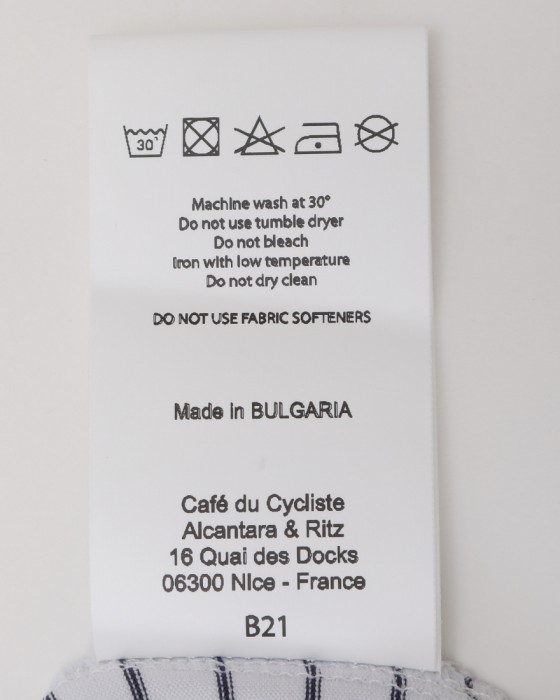 30°
Machine wash at 30°
Do not use tumble dryer
Do not bleach
Iron with low temperature
Do not dry clean
DO NOT USE FABRIC SOFTENERS
Made in BULGARIA
Café du Cycliste
Alcantara & Ritz
16 Quai des Docks
06300 Nice - France
B21